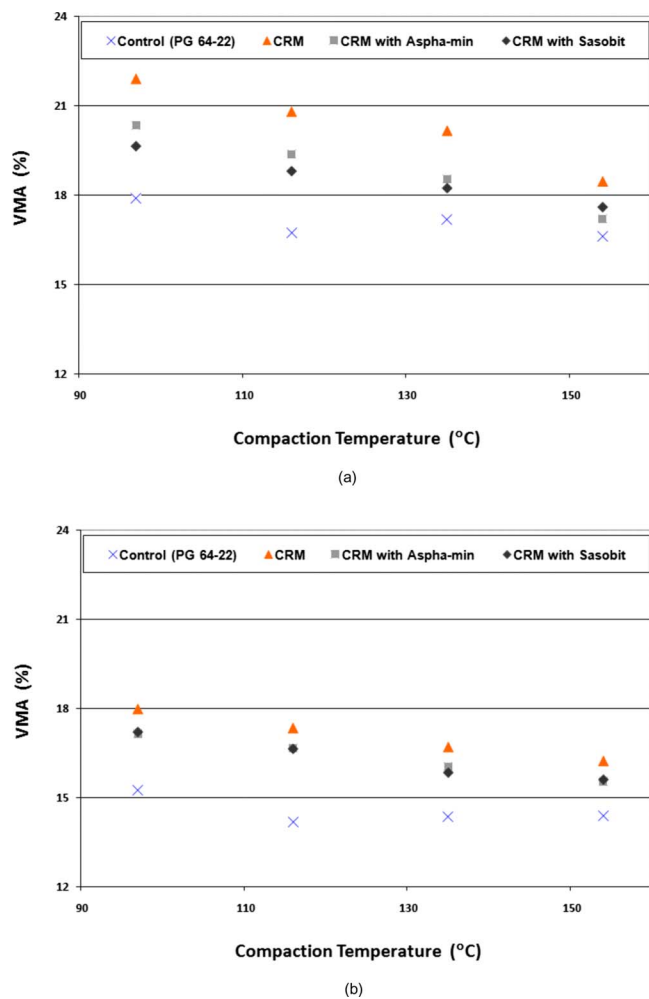 24
Control (PG 64-22) CRM CRM with Aspha-min CRM with Sasobit
21
18
15
12
VMA (%)
90 110 130 150
Compaction Temperature (°C)
(a)
24
Control (PG 64-22) CRM CRM with Aspha-min CRM with Sasobit
21
18
15
12
VMA (%)
90 110 130 150
Compaction Temperature (°C)
(b)